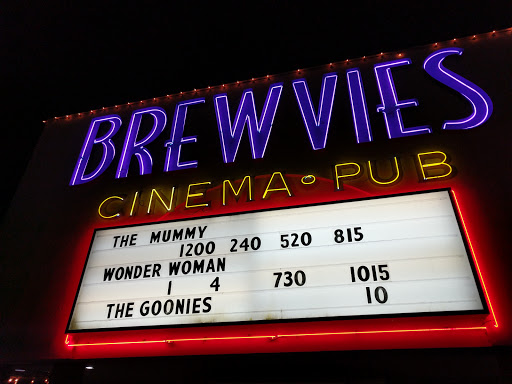 BREWVIES
CINEMA • PUB
THE MUMMY
1200 240 520 815
WONDER WOMAN
1 4 730 1015
THE GOONIES 10